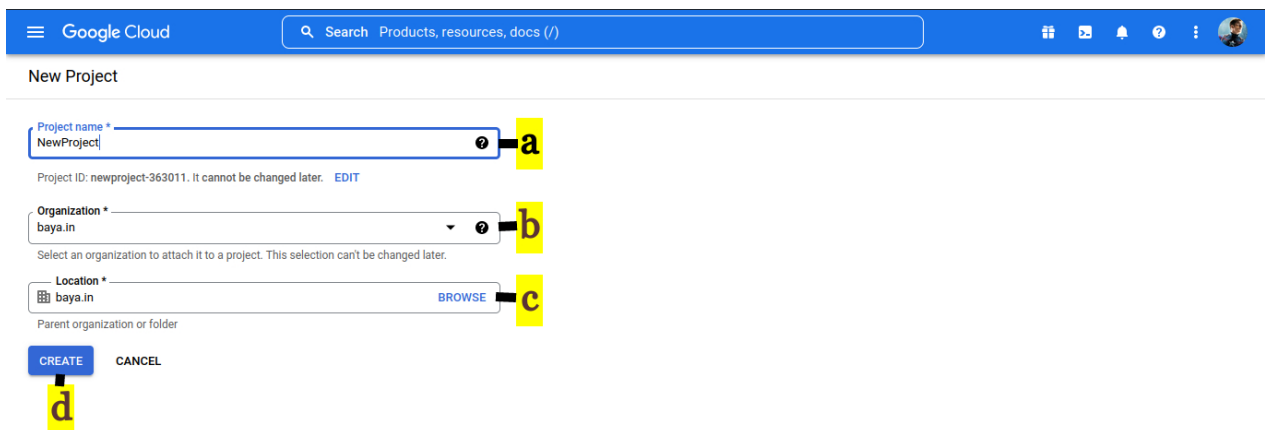 Google Cloud
Search Products, resources, docs (/)
New Project
Project name *
NewProject
a
Project ID: newproject-363011. It cannot be changed later. EDIT
Organization *
baya.in
b
Select an organization to attach it to a project. This selection can't be changed later.
Location *
baya.in BROWSE
c
Parent organization or folder
CREATE CANCEL
d